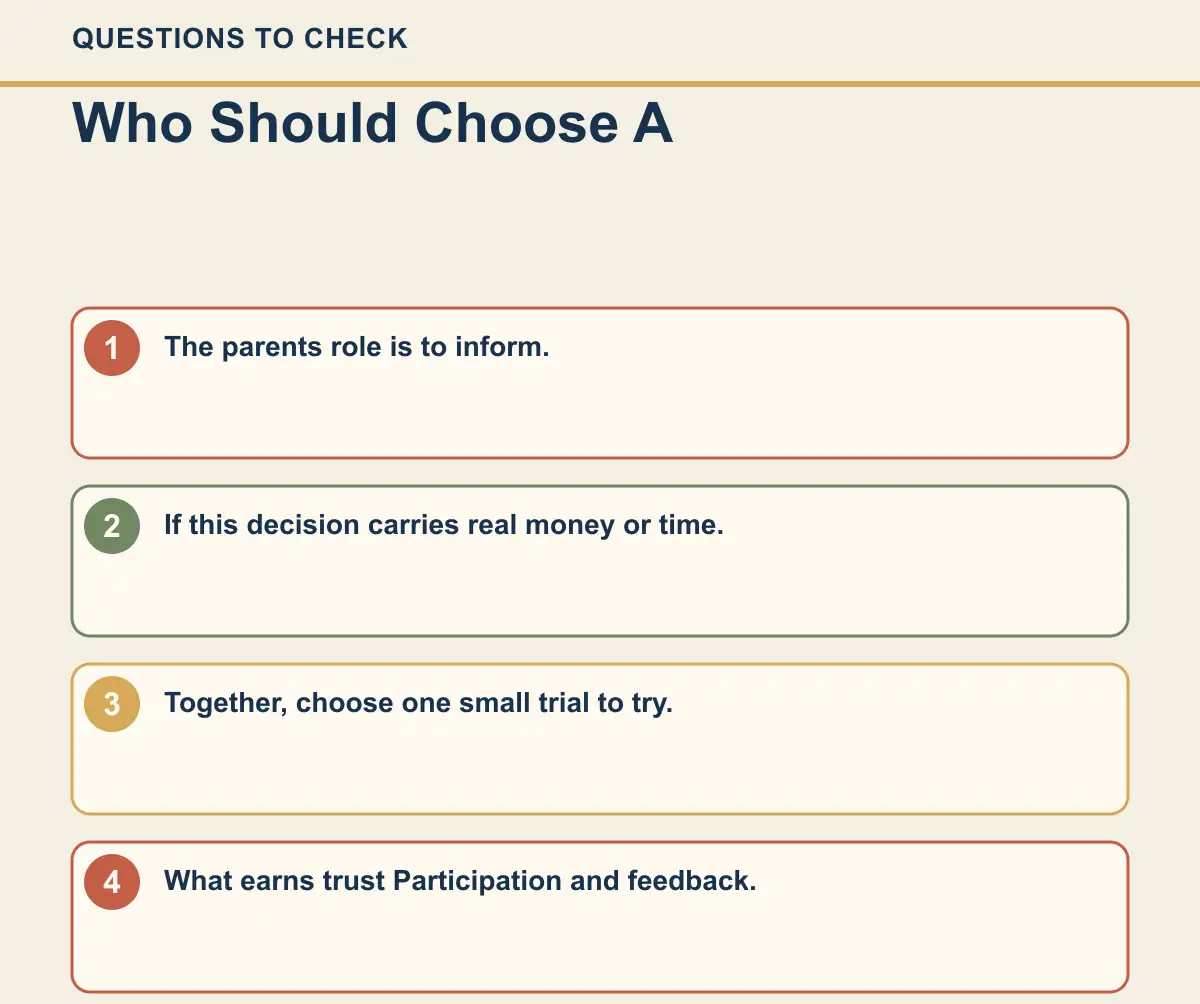 QUESTIONS TO CHECK
Who Should Choose A
1
The parents role is to inform.
2
If this decision carries real money or time.
3
Together, choose one small trial to try.
4
What earns trust Participation and feedback.